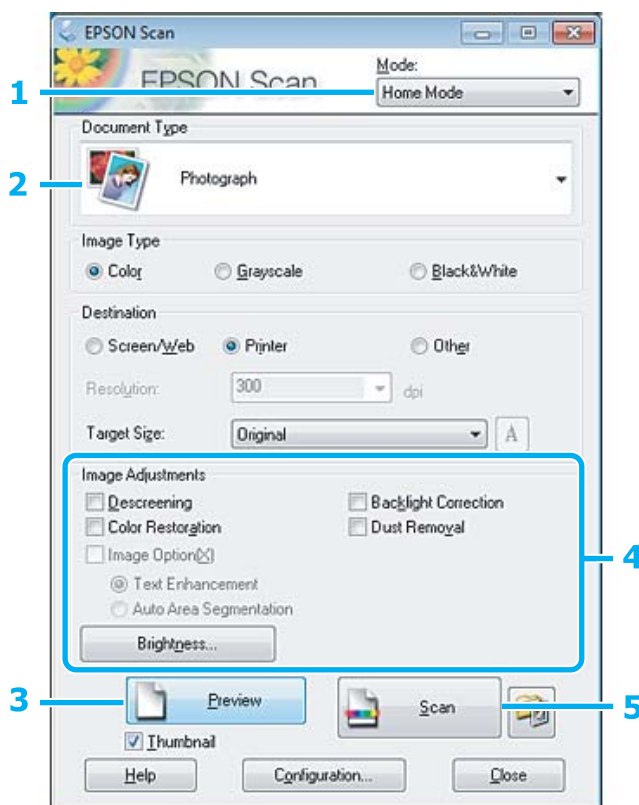 EPSON Scan
EPSON Scan
Mode:
1
Home Mode
Document Type
2
Photograph
Image Type
Color Grayscale Black&White
Destination
Screen/Web Printer Other
Resolution: 300 dpi
Target Size: Original A
Image Adjustments
Descreening Backlight Correction
Color Restoration Dust Removal
Image Option(X)
4
Text Enhancement
Auto Area Segmentation
Brightness...
3 Preview Scan 5
Thumbnail
Help Configuration... Close